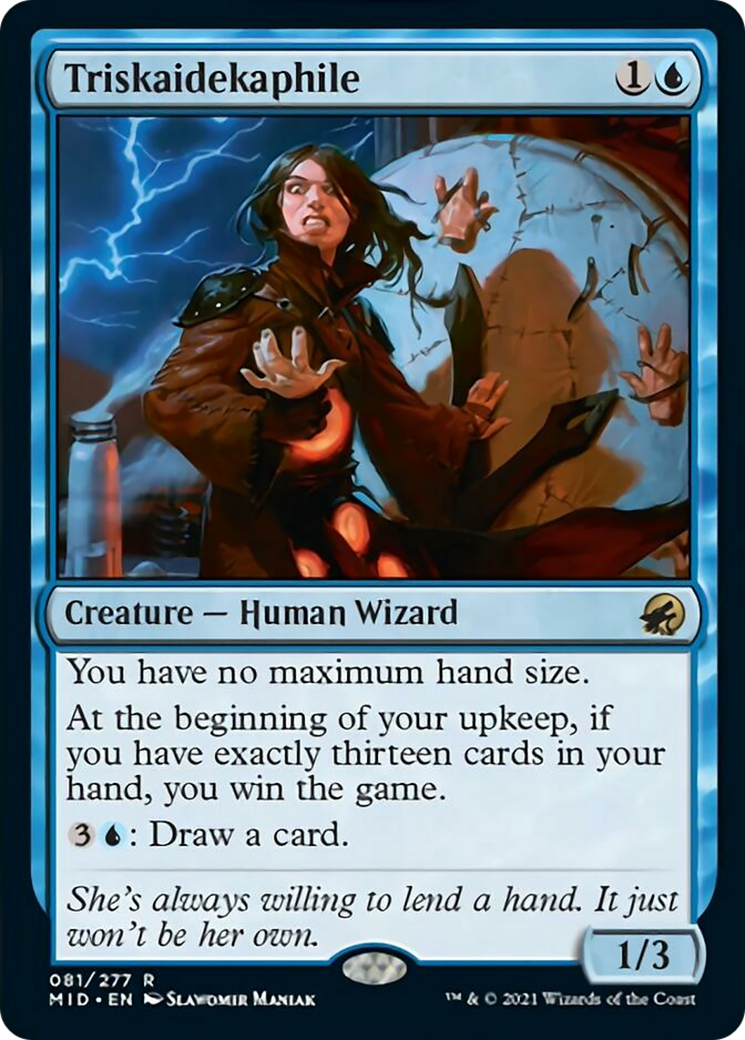 Triskaidekaphile 1
Creature — Human Wizard
You have no maximum hand size.
At the beginning of your upkeep, if
you have exactly thirteen cards in your
hand, you win the game.
3: Draw a card.
She's always willing to lend a hand. It just
won't be her own.
1/3
081/277 R
MID • EN Slawomir Maniak
™ & © 2021 Wizards of the Coast